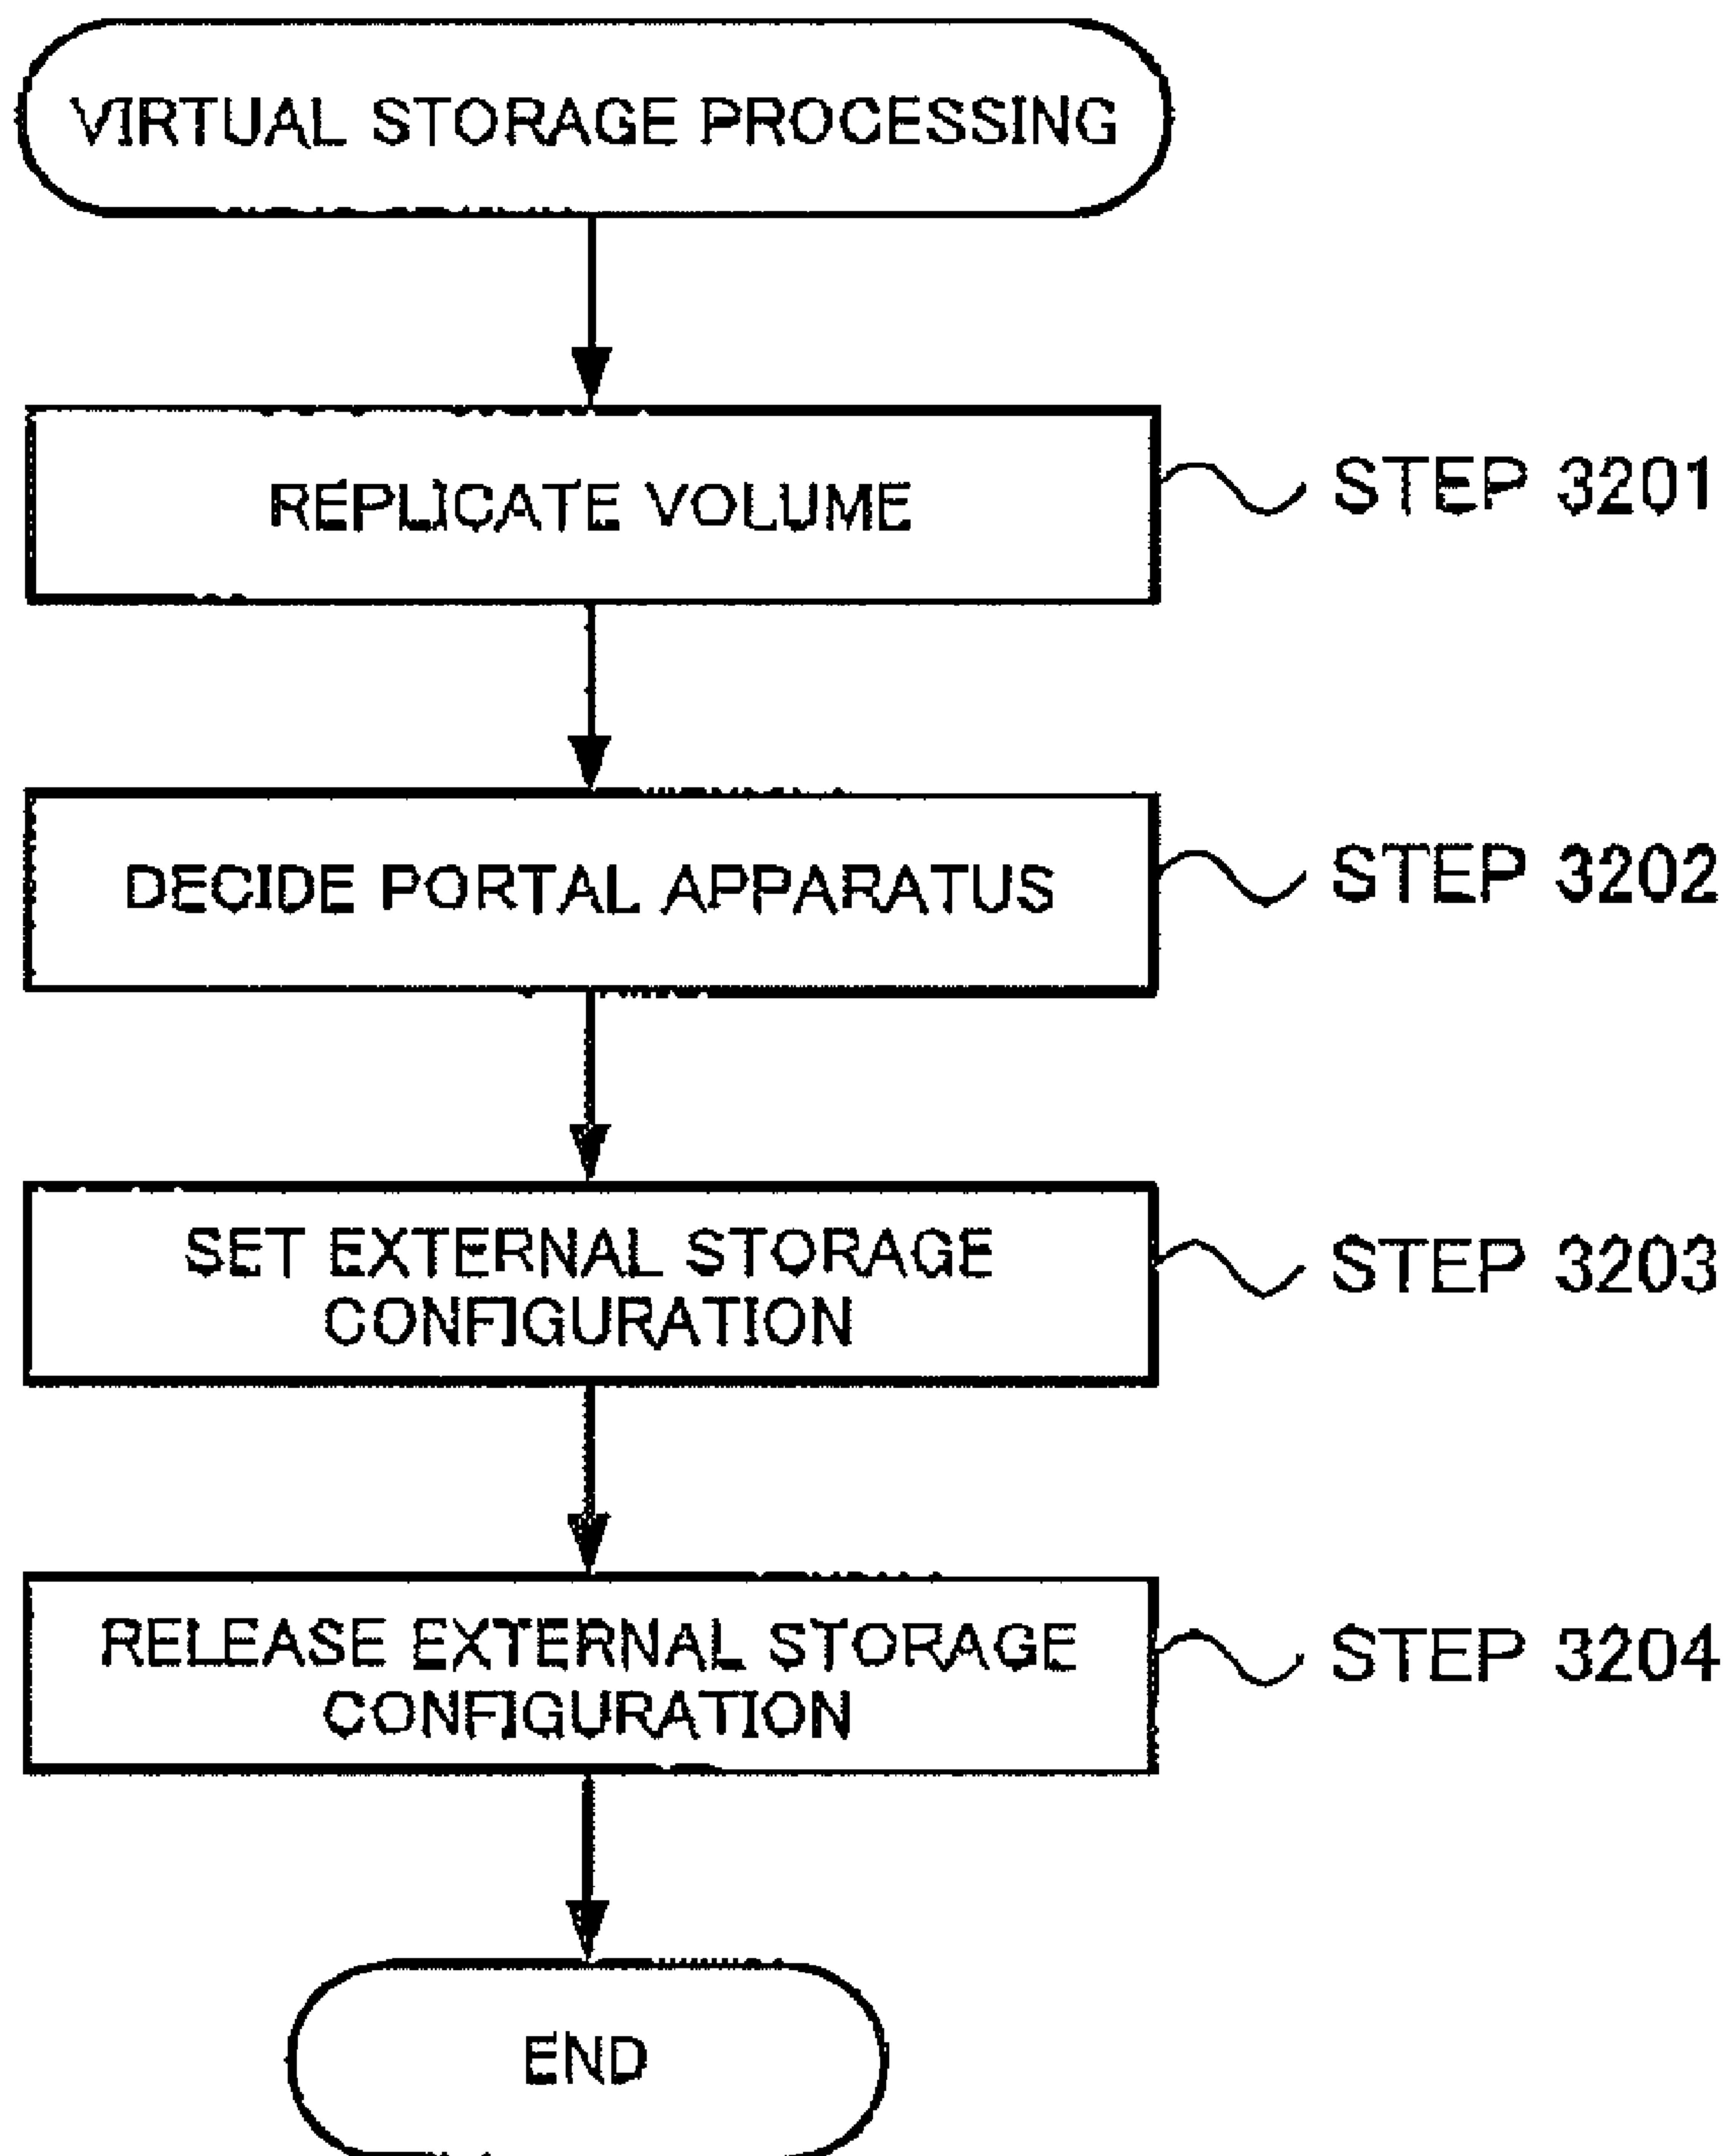 VIRTUAL STORAGE PROCESSING
REPLICATE VOLUME
STEP 3201
DECIDE PORTAL APPARATUS
STEP 3202
SET EXTERNAL STORAGE
CONFIGURATION
STEP 3203
RELEASE EXTERNAL STORAGE
CONFIGURATION
STEP 3204
END